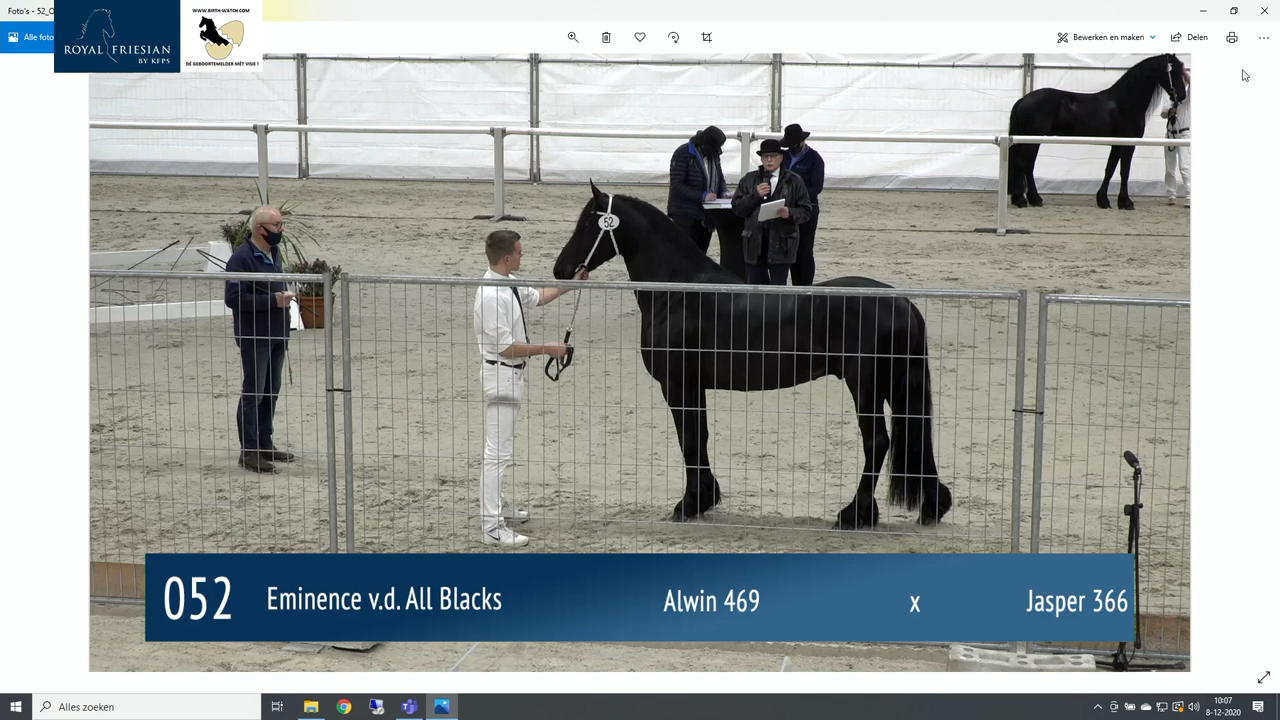 Foto's - 52_O
ROYAL FRIESIAN
BY KFPS
WWW.BIRTH-WATCH.COM
DÉ GEBOORTEMELDER MÉT VISIE !
Alle foto
Bewerken en maken
Delen
52
052 Eminence v.d. All Blacks Alwin 469 x Jasper 366
Alles zoeken
10:07
8-12-2020